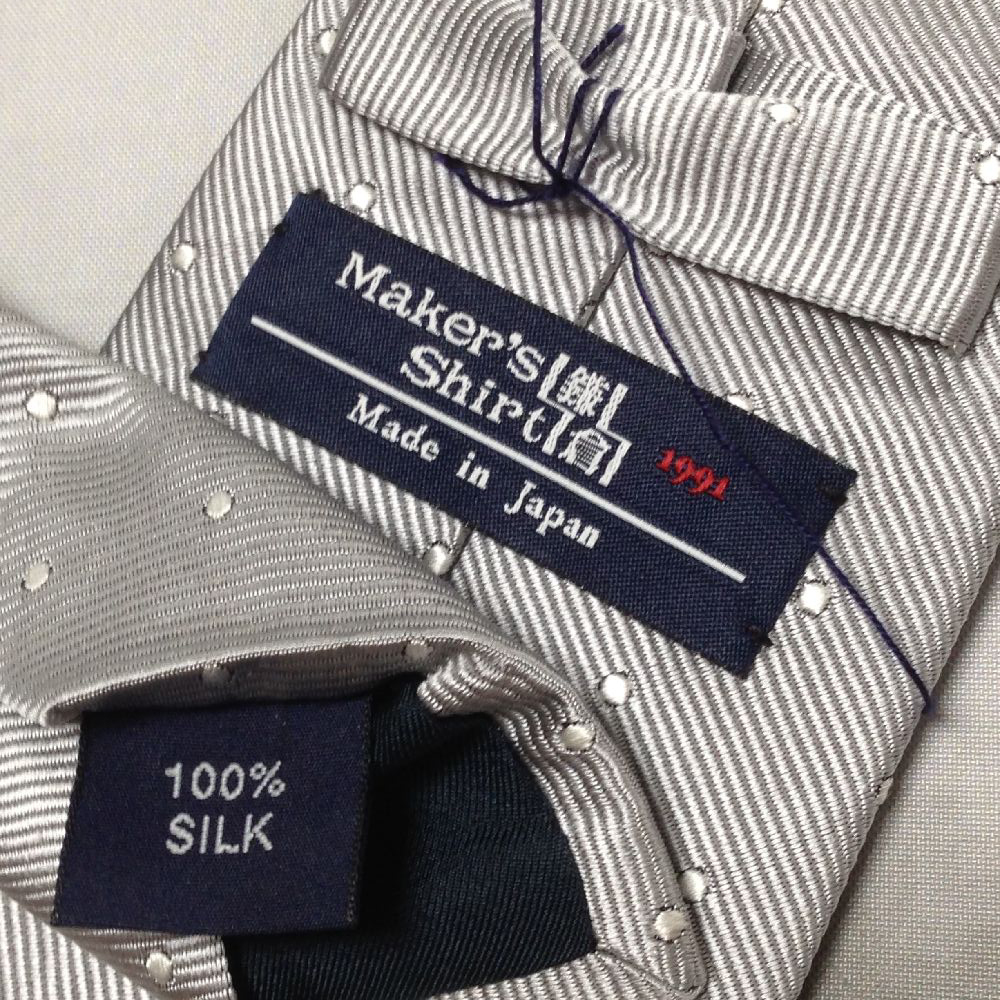 Maker's 鎌
Shirt 倉 1991
Made in Japan
100%
SILK